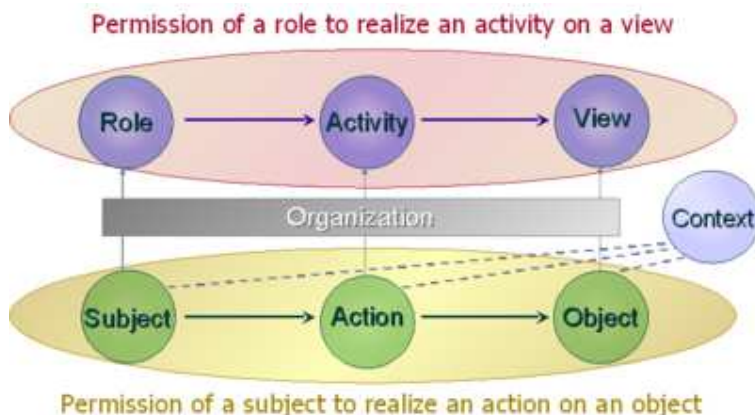 Permission of a role to realize an activity on a view
Role Activity View
Organization
Context
Subject Action Object
Permission of a subject to realize an action on an object